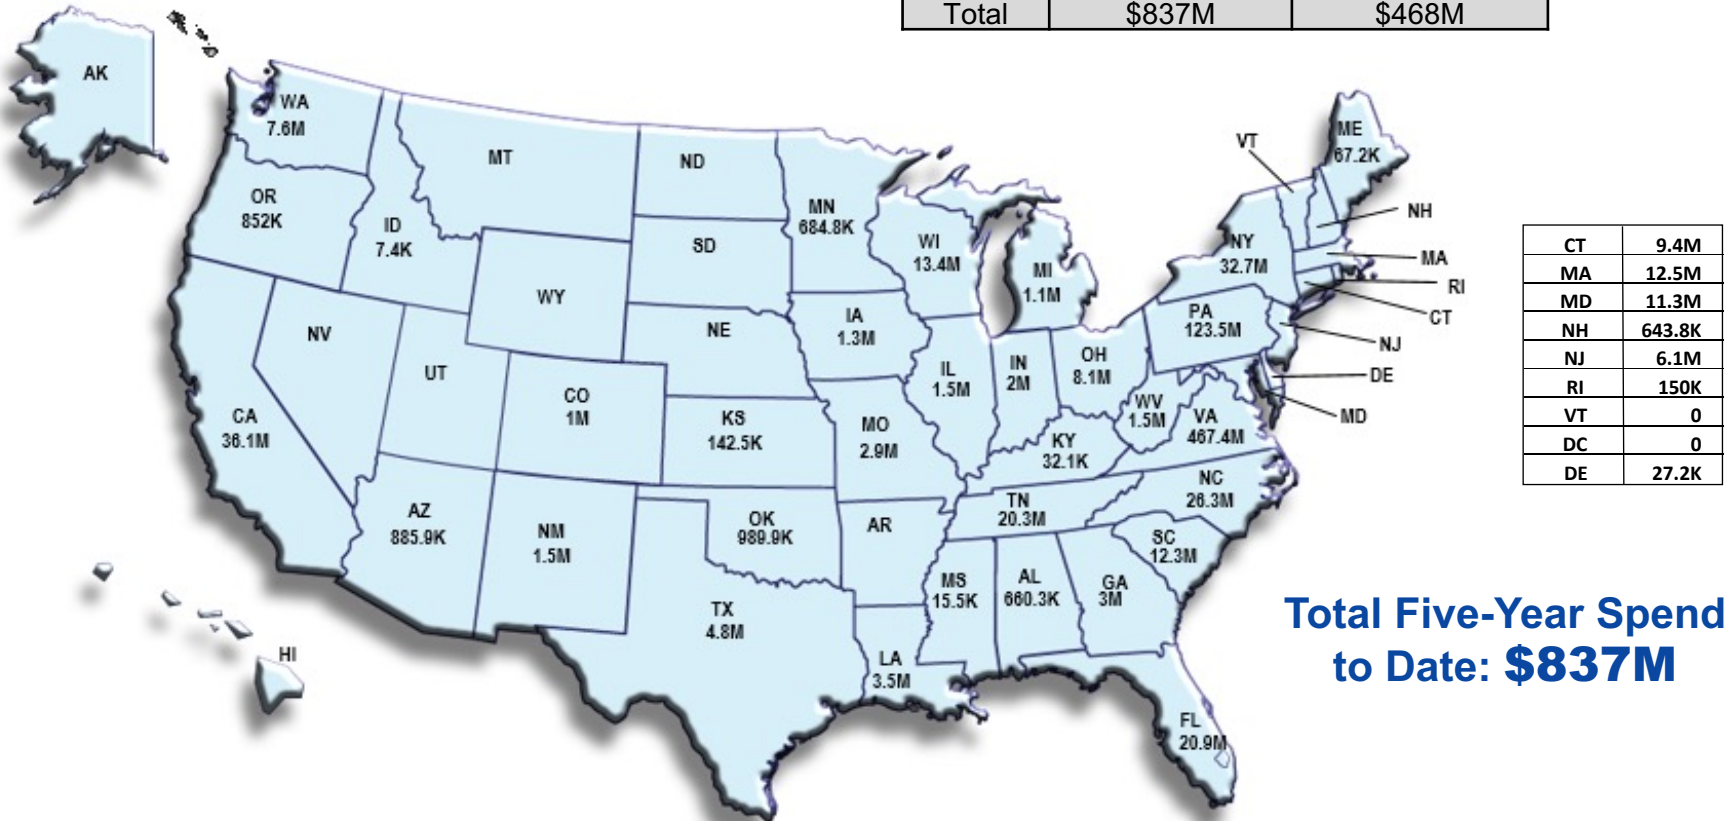 Total $837M $468M
AK
WA
7.6M
MT
ND
MN
684.8K
VT
ME
67.2K
OR
852K
ID
7.4K
SD
WI
13.4M
MI
1.1M
NY
32.7M
NH
MA
RI
CT
NJ
DE
MD
WY
NV
NE
IA
1.3M
PA
123.5M
UT
CO
1M
IL
1.5M
IN
2M
OH
8.1M
WV
1.5M
VA
467.4M
CA
36.1M
KS
142.5K
MO
2.9M
KY
32.1K
NC
26.3M
TN
20.3M
AZ
885.9K
NM
1.5M
OK
989.9K
AR
SC
12.3M
MS
15.5K
AL
660.3K
GA
3M
TX
4.8M
LA
3.5M
HI
FL
20.9M
CT 9.4M
MA 12.5M
MD 11.3M
NH 643.8K
NJ 6.1M
RI 150K
VT 0
DC 0
DE 27.2K
Total Five-Year Spend
to Date: $837M